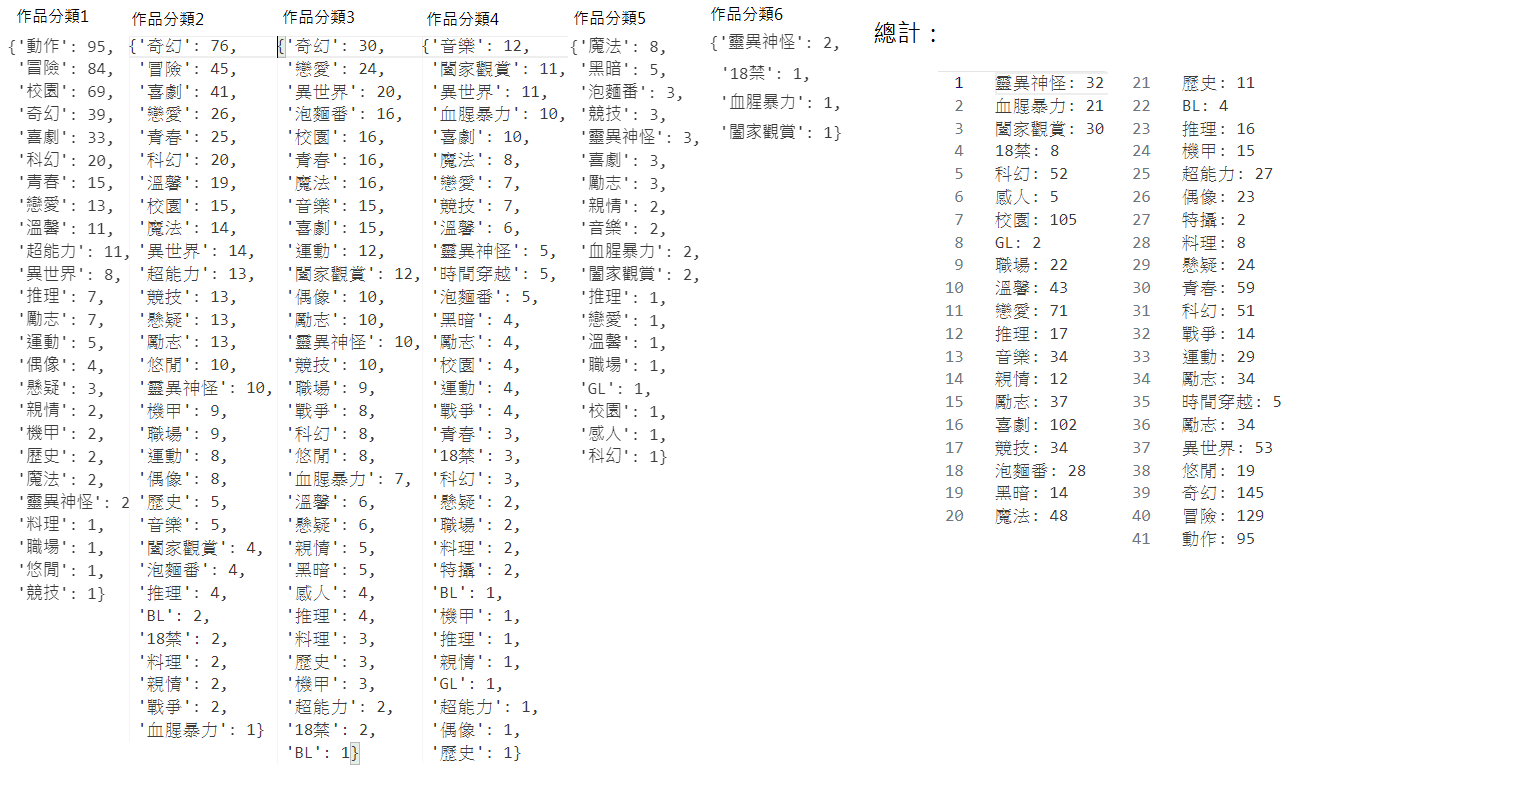 作品分類1
{'動作': 95,
'冒險': 84,
'校園': 69,
'奇幻': 39,
'喜劇': 33,
'科幻': 20,
'青春': 15,
'戀愛': 13,
'溫馨': 11,
'超能力': 11,
'異世界': 8,
'推理': 7,
'勵志': 7,
'運動': 5,
'偶像': 4,
'懸疑': 3,
'親情': 2,
'機甲': 2,
'歷史': 2,
'魔法': 2,
'靈異神怪': 2
'料理': 1,
'職場': 1,
'悠閒': 1,
'競技': 1}
作品分類2
{'奇幻': 76,
'冒險': 45,
'喜劇': 41,
'戀愛': 26,
'青春': 25,
'科幻': 20,
'溫馨': 19,
'校園': 15,
'魔法': 14,
'異世界': 14,
'超能力': 13,
'競技': 13,
'懸疑': 13,
'勵志': 13,
'悠閒': 10,
'靈異神怪': 10,
'機甲': 9,
'職場': 9,
'運動': 8,
'偶像': 8,
'歷史': 5,
'音樂': 5,
'闔家觀賞': 4,
'泡麵番': 4,
'推理': 4,
'BL': 2,
'18禁': 2,
'料理': 2,
'親情': 2,
'戰爭': 2,
'血腥暴力': 1}
作品分類3
{'奇幻': 30,
'戀愛': 24,
'異世界': 20,
'泡麵番': 16,
'校園': 16,
'青春': 16,
'魔法': 16,
'音樂': 15,
'喜劇': 15,
'運動': 12,
'闔家觀賞': 12,
'偶像': 10,
'勵志': 10,
'靈異神怪': 10,
'競技': 10,
'職場': 9,
'戰爭': 8,
'科幻': 8,
'悠閒': 8,
'血腥暴力': 7,
'溫馨': 6,
'懸疑': 6,
'親情': 5,
'黑暗': 5,
'感人': 4,
'推理': 4,
'料理': 3,
'歷史': 3,
'機甲': 3,
'超能力': 2,
'18禁': 2,
'BL': 1}
作品分類4
{'音樂': 12,
'闔家觀賞': 11,
'異世界': 11,
'血腥暴力': 10,
'喜劇': 10,
'魔法': 8,
'戀愛': 7,
'競技': 7,
'溫馨': 6,
'靈異神怪': 5,
'時間穿越': 5,
'泡麵番': 5,
'黑暗': 4,
'勵志': 4,
'校園': 4,
'運動': 4,
'戰爭': 4,
'青春': 3,
'18禁': 3,
'科幻': 3,
'懸疑': 2,
'職場': 2,
'料理': 2,
'特攝': 2,
'BL': 1,
'機甲': 1,
'推理': 1,
'親情': 1,
'GL': 1,
'超能力': 1,
'偶像': 1,
'歷史': 1}
作品分類5
{'魔法': 8,
'黑暗': 5,
'泡麵番': 3,
'競技': 3,
'靈異神怪': 3,
'喜劇': 3,
'勵志': 3,
'親情': 2,
'音樂': 2,
'血腥暴力': 2,
'闔家觀賞': 2,
'推理': 1,
'戀愛': 1,
'溫馨': 1,
'職場': 1,
'GL': 1,
'校園': 1,
'感人': 1,
'科幻': 1}
作品分類6
{'靈異神怪': 2,
'18禁': 1,
'血腥暴力': 1,
'闔家觀賞': 1}
總計：
1 靈異神怪: 32
2 血腥暴力: 21
3 闔家觀賞: 30
4 18禁: 8
5 科幻: 52
6 感人: 5
7 校園: 105
8 GL: 2
9 職場: 22
10 溫馨: 43
11 戀愛: 71
12 推理: 17
13 音樂: 34
14 親情: 12
15 勵志: 37
16 喜劇: 102
17 競技: 34
18 泡麵番: 28
19 黑暗: 14
20 魔法: 48
21 歷史: 11
22 BL: 4
23 推理: 16
24 機甲: 15
25 超能力: 27
26 偶像: 23
27 特攝: 2
28 料理: 8
29 懸疑: 24
30 青春: 59
31 科幻: 51
32 戰爭: 14
33 運動: 29
34 勵志: 34
35 時間穿越: 5
36 勵志: 34
37 異世界: 53
38 悠閒: 19
39 奇幻: 145
40 冒險: 129
41 動作: 95